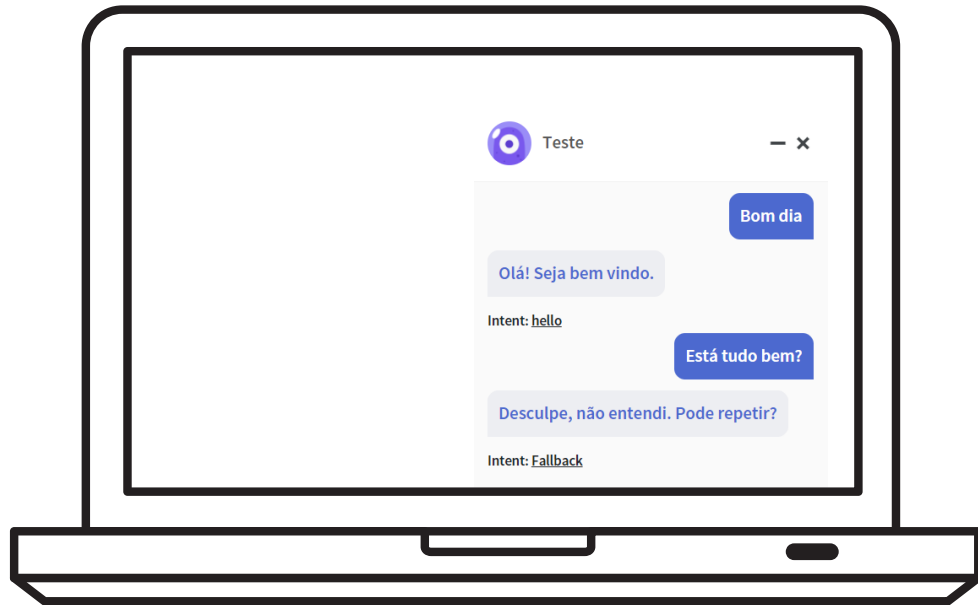 Teste
Bom dia
Olá! Seja bem vindo.
Intent: hello
Está tudo bem?
Desculpe, não entendi. Pode repetir?
Intent: Fallback